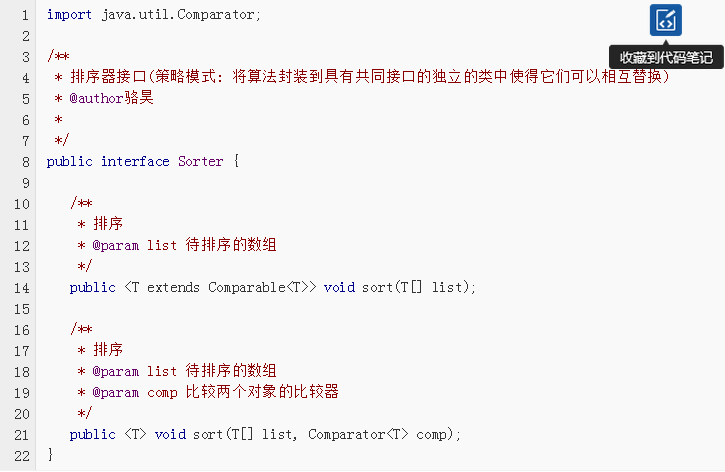 1 import java.util.Comparator;
收藏到代码笔记
2
3 /**
4  * 排序器接口(策略模式: 将算法封装到具有共同接口的独立的类中使得它们可以相互替换)
5  * @author骆昊
6  *
7  */
8 public interface Sorter {
9
10    /**
11     * 排序
12     * @param list 待排序的数组
13     */
14    public <T extends Comparable<T>> void sort(T[] list);
15
16    /**
17     * 排序
18     * @param list 待排序的数组
19     * @param comp 比较两个对象的比较器
20     */
21    public <T> void sort(T[] list, Comparator<T> comp);
22 }